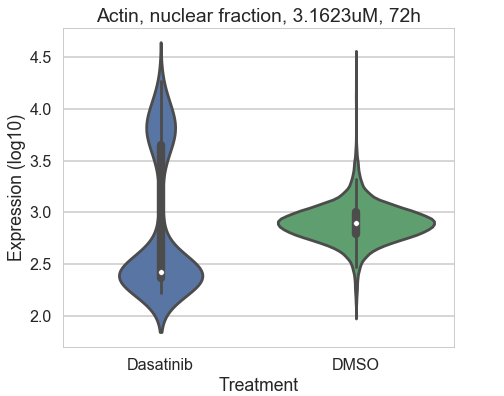 Actin, nuclear fraction, 3.1623uM, 72h
Expression (log10)
4.5
4.0
3.5
3.0
2.5
2.0
Dasatinib DMSO
Treatment